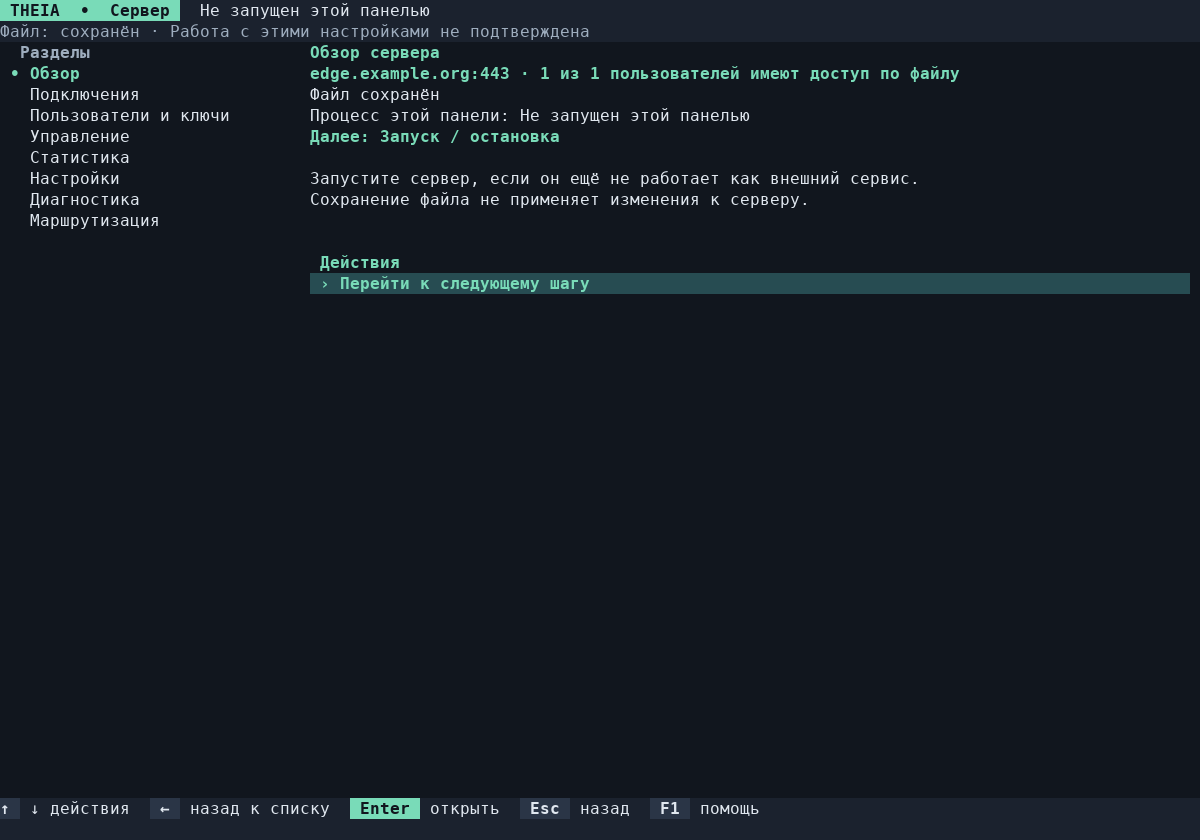 THEIA • Сервер Не запущен этой панелью
Файл: сохранён · Работа с этими настройками не подтверждена
Разделы
• Обзор
Подключения
Пользователи и ключи
Управление
Статистика
Настройки
Диагностика
Маршрутизация
Обзор сервера
edge.example.org:443 · 1 из 1 пользователей имеют доступ по файлу
Файл сохранён
Процесс этой панели: Не запущен этой панелью
Далее: Запуск / остановка
Запустите сервер, если он ещё не работает как внешний сервис.
Сохранение файла не применяет изменения к серверу.
Действия
› Перейти к следующему шагу
↑ ↓ действия ← назад к списку Enter открыть Esc назад F1 помощь